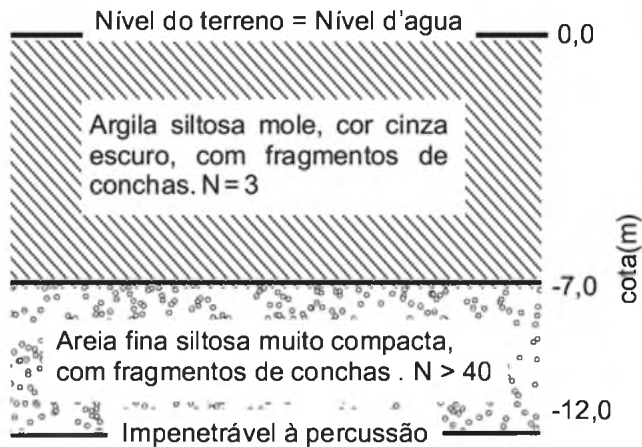 Nível do terreno = Nível d'água
0,0
Argila siltosa mole, cor cinza
escuro, com fragmentos de
conchas. N = 3
cota(m)
-7,0
Areia fina siltosa muito compacta,
com fragmentos de conchas . N > 40
-12,0
Impenetrável à percussão